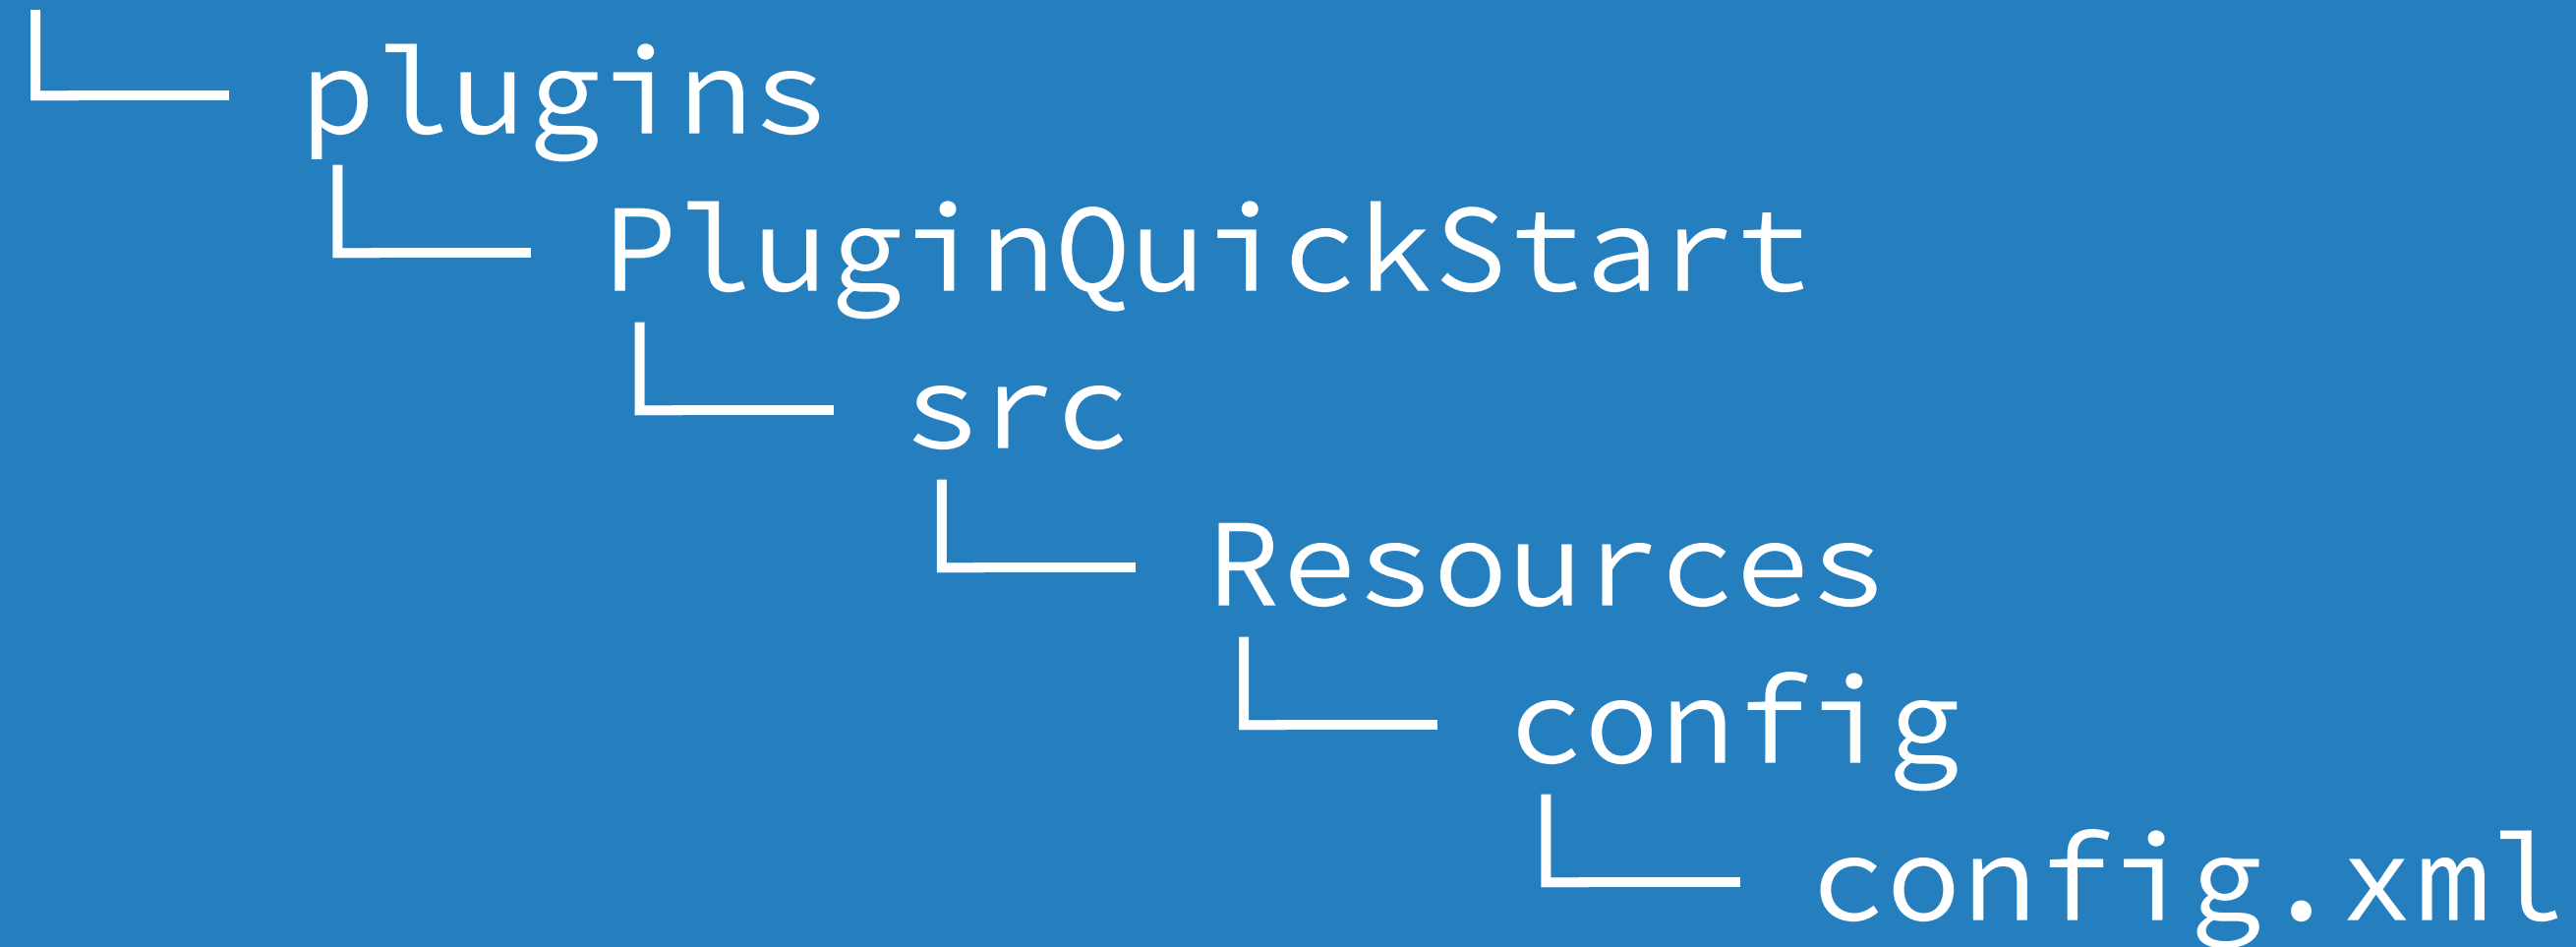 └── plugins
└── PluginQuickStart
└── src
└── Resources
└── config
└── config.xml